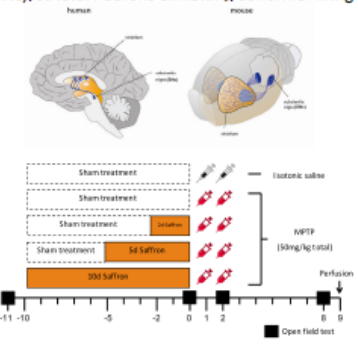 human
mouse
striatum
substantia
nigra (SNc)
substantia
nigra (SNc)
striatum
Sham treatment
Isotonic saline
Sham treatment
Sham treatment
2d Saffron
MPTP
(50mg/kg total)
Sham treatment
5d Saffron
10d Saffron
Perfusion
-11 -10 -5 -2 0 1 2 8 9
Open field test